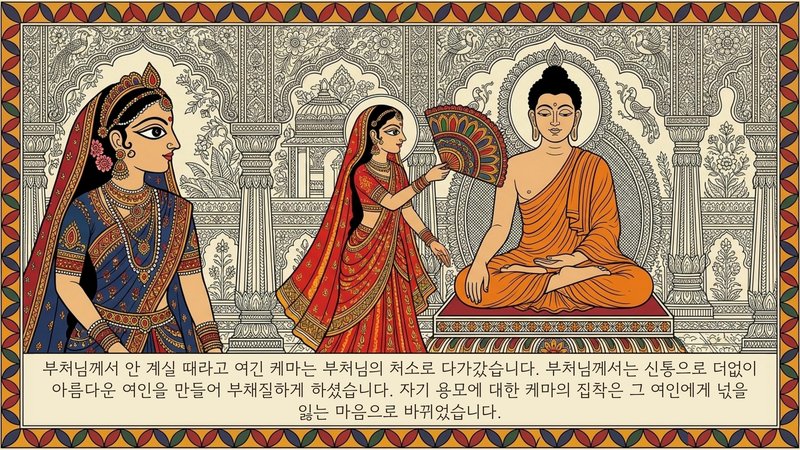 부처님께서 안 계실 때라고 여긴 케마는 부처님의 처소로 다가갔습니다. 부처님께서는 신통으로 더없이
아름다운 여인을 만들어 부채질하게 하셨습니다. 자기 용모에 대한 케마의 집착은 그 여인에게 넋을
잃는 마음으로 바뀌었습니다.